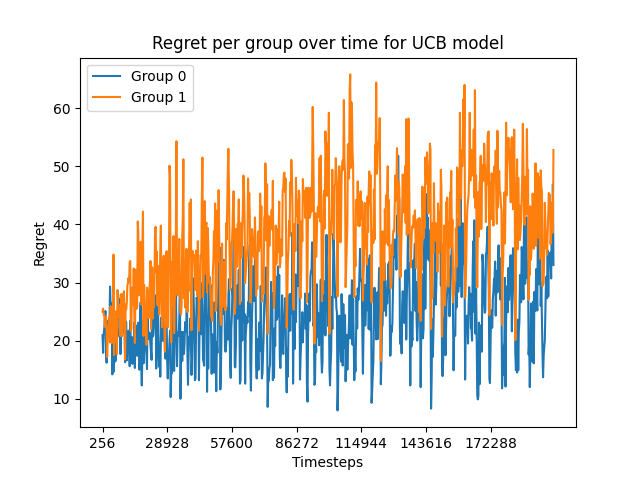 Regret per group over time for UCB model
Group 0
Group 1
Regret
60
50
40
30
20
10
256 28928 57600 86272 114944 143616 172288
Timesteps